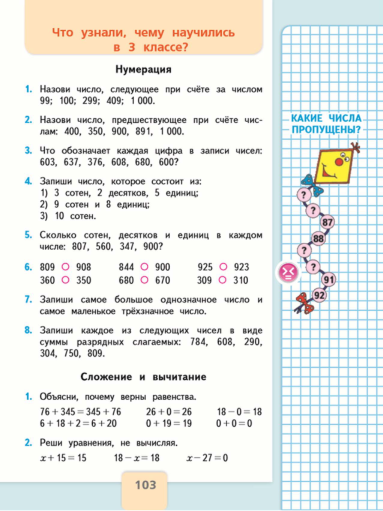 Что узнали, чему научились
в 3 классе?
Нумерация
1. Назови число, следующее при счёте за числом
99; 100; 299; 409; 1 000.
2. Назови число, предшествующее при счёте чис-
лам: 400, 350, 900, 891, 1 000.
3. Что обозначает каждая цифра в записи чисел:
603, 637, 376, 608, 680, 600?
4. Запиши число, которое состоит из:
1) 3 сотен, 2 десятков, 5 единиц;
2) 9 сотен и 8 единиц;
3) 10 сотен.
5. Сколько сотен, десятков и единиц в каждом
числе: 807, 560, 347, 900?
6. 809 ○ 908 844 ○ 900 925 ○ 923
360 ○ 350 680 ○ 670 309 ○ 310
7. Запиши самое большое однозначное число и
самое маленькое трёхзначное число.
8. Запиши каждое из следующих чисел в виде
суммы разрядных слагаемых: 784, 608, 290,
304, 750, 809.
Сложение и вычитание
1. Объясни, почему верны равенства.
76 + 345 = 345 + 76 26 + 0 = 26 18 − 0 = 18
6 + 18 + 2 = 6 + 20 0 + 19 = 19 0 + 0 = 0
2. Реши уравнения, не вычисляя.
x + 15 = 15 18 − x = 18 x − 27 = 0
103
КАКИЕ ЧИСЛА
ПРОПУЩЕНЫ?
?
?
87
88
?
?
91
92